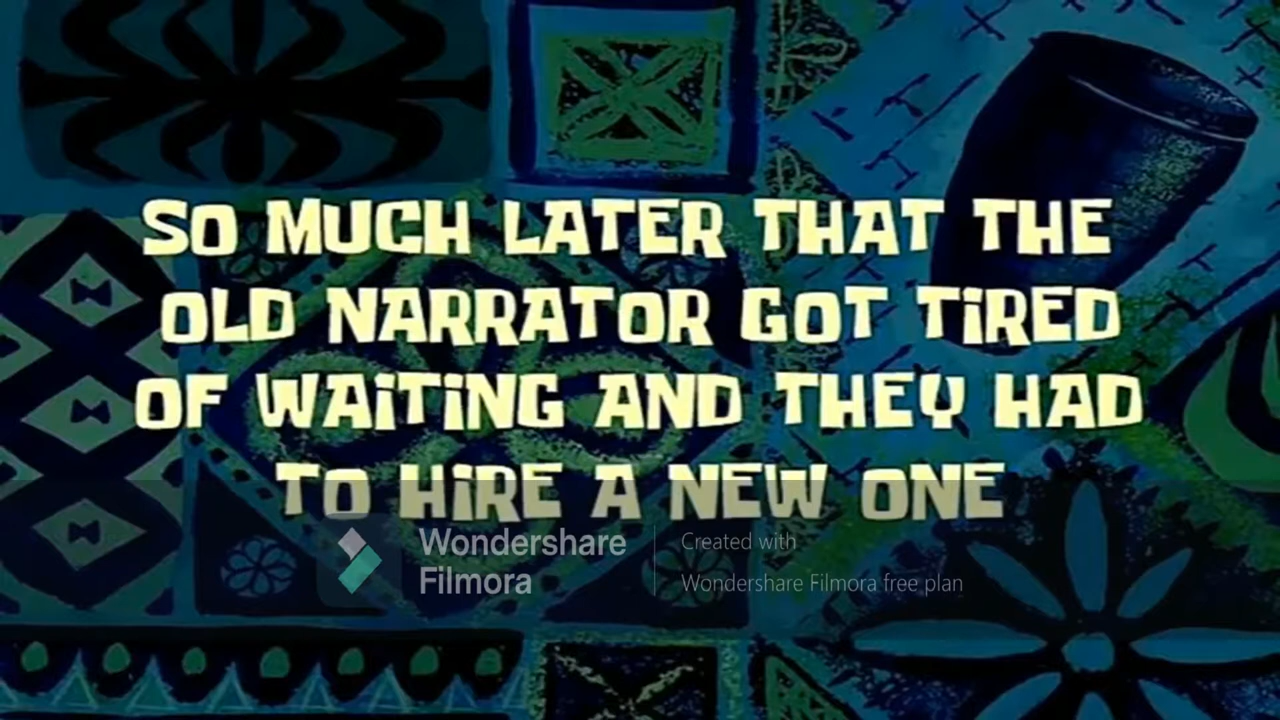 SO MUCH LATER THAT THE
OLD NARRATOR GOT TiRED
OF WAiTiNG AND THEY HAD
TO HiRE A NEW ONE
Wondershare
Filmora
Created with
Wondershare Filmora free plan